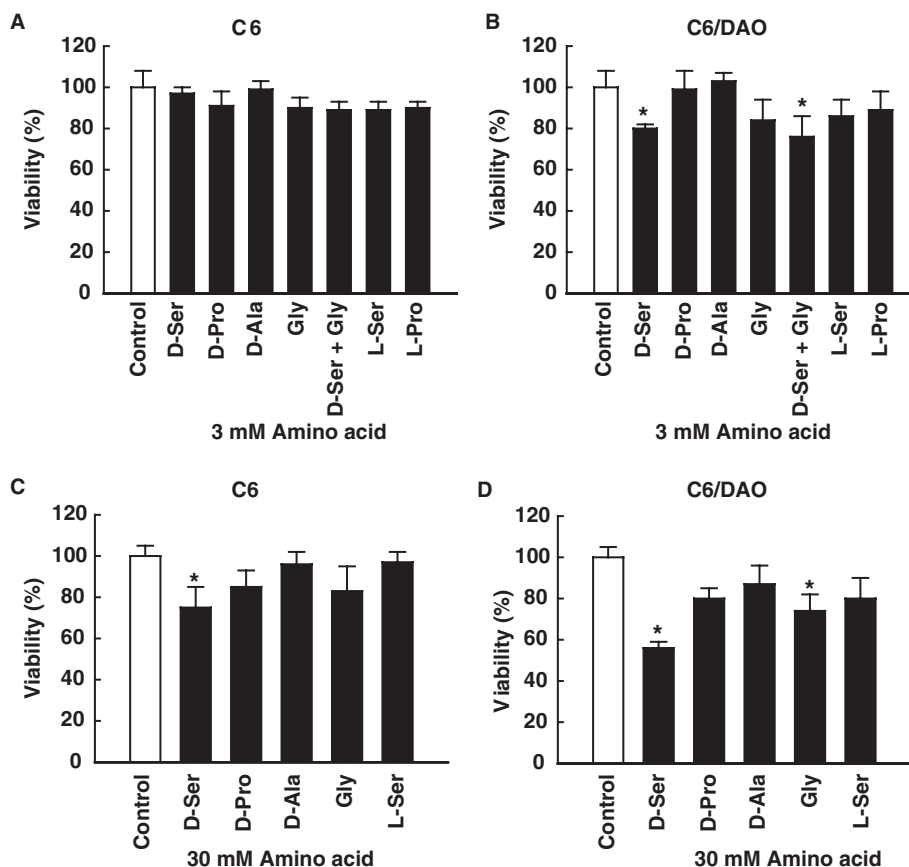 A
C6
Viability (%)
120
100
80
60
40
20
0
Control
D-Ser
D-Pro
D-Ala
Gly
D-Ser + Gly
L-Ser
L-Pro
3 mM Amino acid
B
C6/DAO
Viability (%)
120
100
80
60
40
20
0
*
*
Control
D-Ser
D-Pro
D-Ala
Gly
D-Ser + Gly
L-Ser
L-Pro
3 mM Amino acid
C
C6
Viability (%)
120
100
80
60
40
20
0
*
Control
D-Ser
D-Pro
D-Ala
Gly
L-Ser
30 mM Amino acid
D
C6/DAO
Viability (%)
120
100
80
60
40
20
0
*
*
Control
D-Ser
D-Pro
D-Ala
Gly
L-Ser
30 mM Amino acid